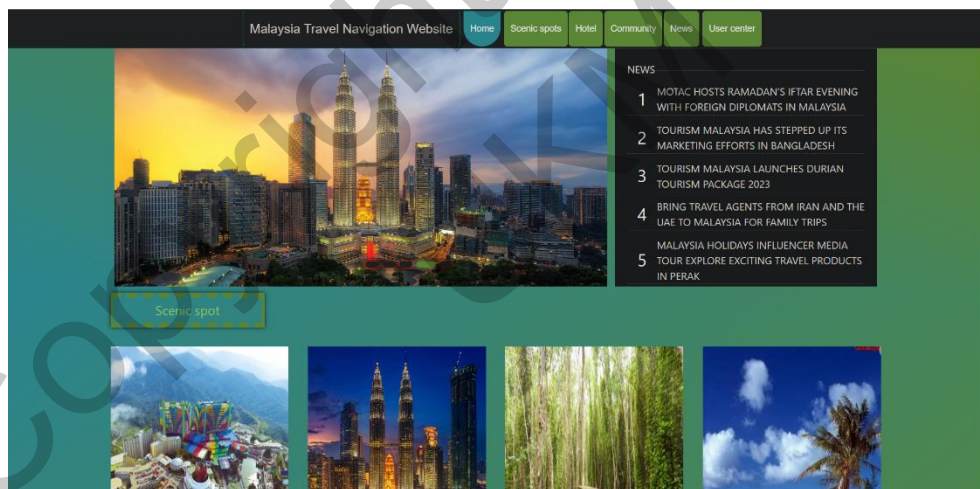 Malaysia Travel Navigation Website Home Scenic spots Hotel Community News User center
NEWS
1 MOTAC HOSTS RAMADAN'S IFTAR EVENING
WITH FOREIGN DIPLOMATS IN MALAYSIA
2 TOURISM MALAYSIA HAS STEPPED UP ITS
MARKETING EFFORTS IN BANGLADESH
3 TOURISM MALAYSIA LAUNCHES DURIAN
TOURISM PACKAGE 2023
4 BRING TRAVEL AGENTS FROM IRAN AND THE
UAE TO MALAYSIA FOR FAMILY TRIPS
5 MALAYSIA HOLIDAYS INFLUENCER MEDIA
TOUR EXPLORE EXCITING TRAVEL PRODUCTS
IN PERAK
Scenic spot
Copyright